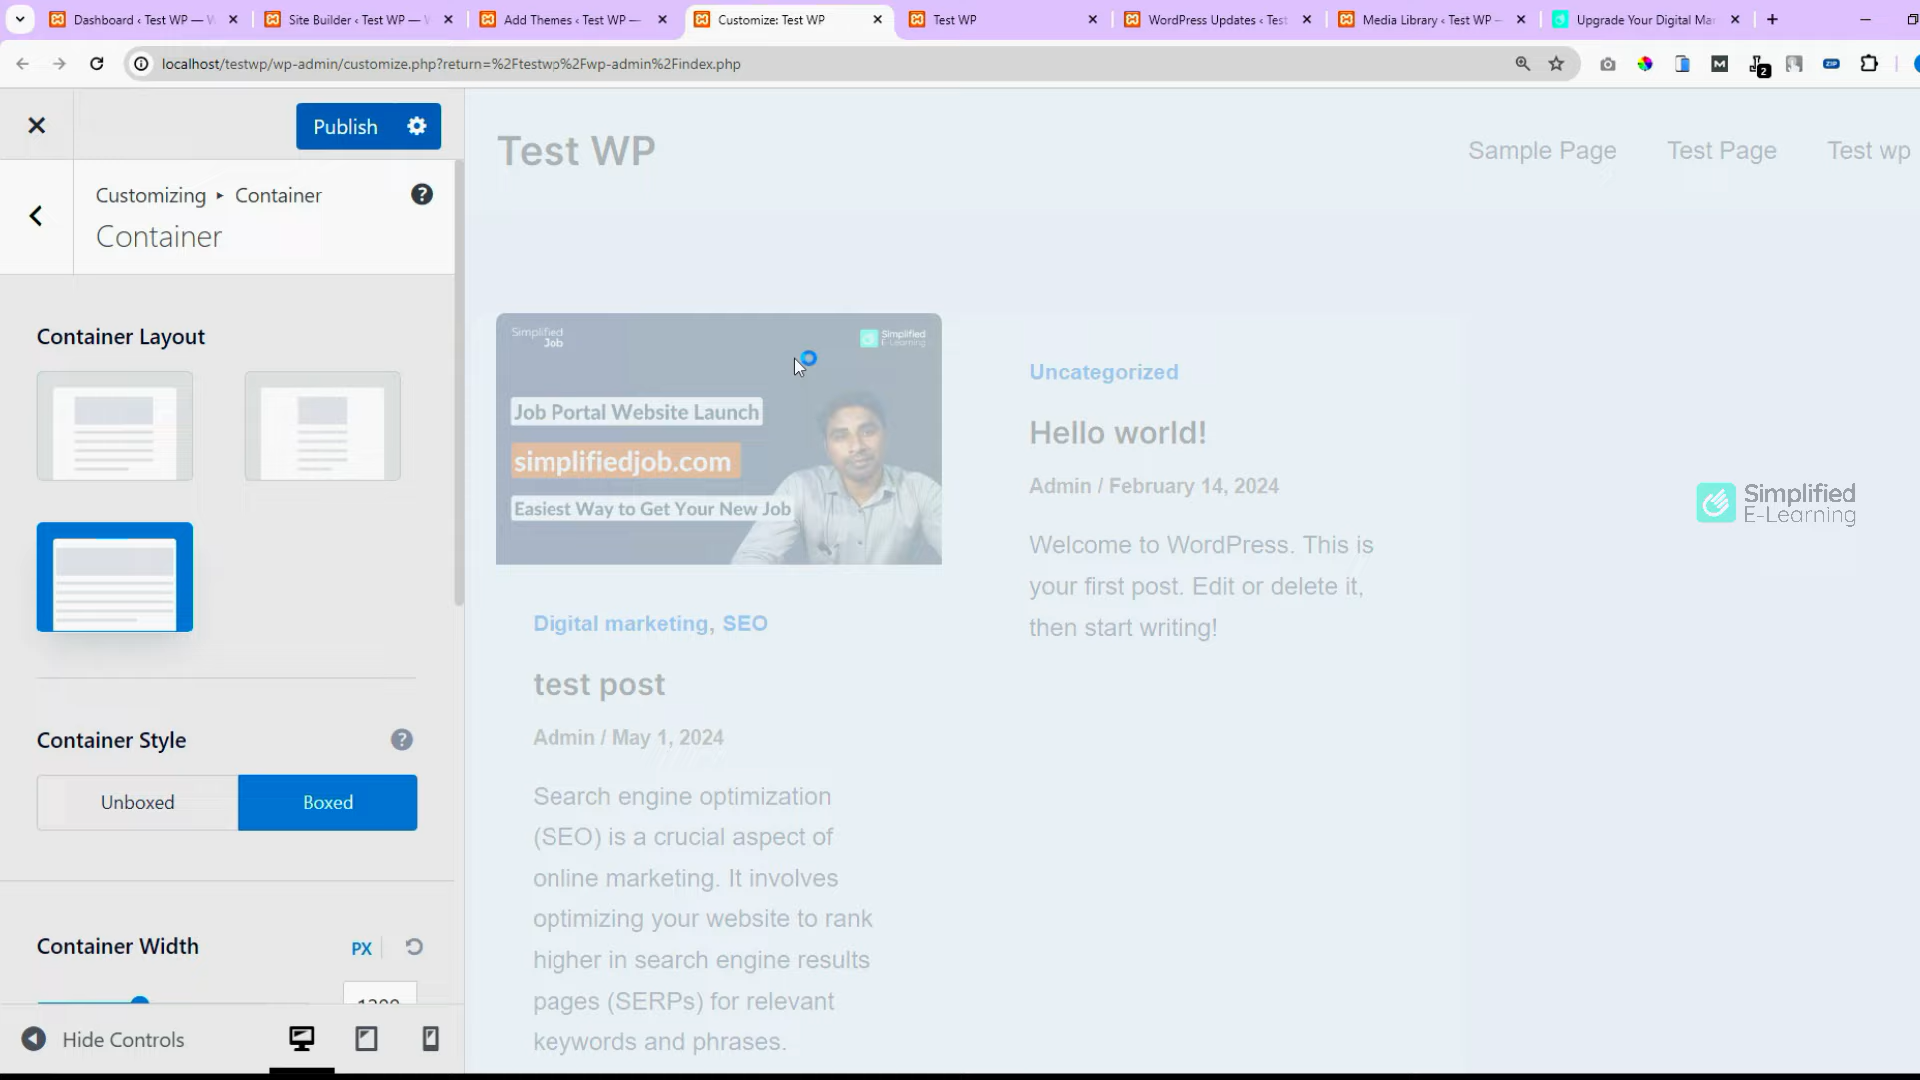 Dashboard ‹ Test WP — W
Site Builder ‹ Test WP — W
Add Themes ‹ Test WP —
Customize: Test WP
Test WP
WordPress Updates ‹ Test
Media Library ‹ Test WP —
Upgrade Your Digital Mar
localhost/testwp/wp-admin/customize.php?return=%2Ftestwp%2Fwp-admin%2Findex.php
2
ZIP
Publish
Customizing ▸ Container
Container
Container Layout
Container Style
Unboxed
Boxed
Container Width
PX
1200
Hide Controls
Test WP
Sample Page
Test Page
Test wp
Simplified
Job
Simplified
E-Learning
Job Portal Website Launch
simplifiedjob.com
Easiest Way to Get Your New Job
Digital marketing, SEO
test post
Admin / May 1, 2024
Search engine optimization
(SEO) is a crucial aspect of
online marketing. It involves
optimizing your website to rank
higher in search engine results
pages (SERPs) for relevant
keywords and phrases.
Uncategorized
Hello world!
Admin / February 14, 2024
Welcome to WordPress. This is
your first post. Edit or delete it,
then start writing!
Simplified
E-Learning